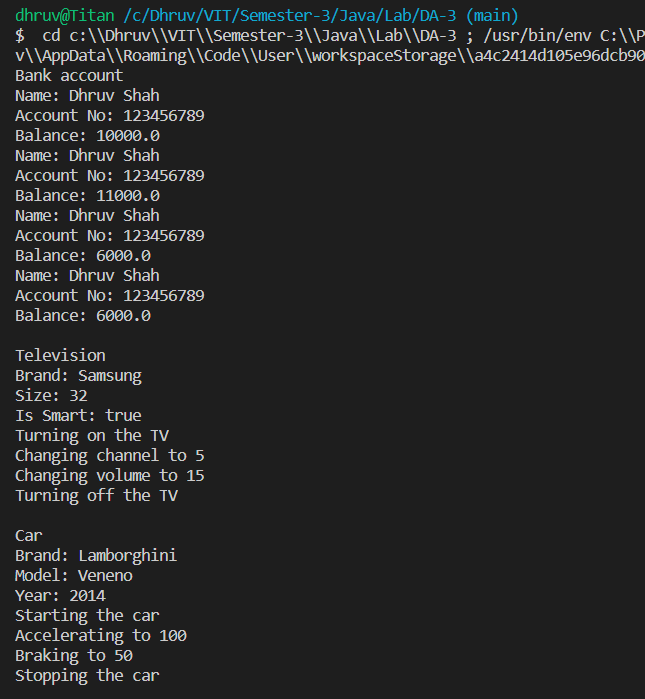 dhruv@Titan /c/Dhruv/VIT/Semester-3/Java/Lab/DA-3 (main)
$  cd c:\\Dhruv\\VIT\\Semester-3\\Java\\Lab\\DA-3 ; /usr/bin/env C:\\P
v\\AppData\\Roaming\\Code\\User\\workspaceStorage\\a4c2414d105e96dcb90
Bank account
Name: Dhruv Shah
Account No: 123456789
Balance: 10000.0
Name: Dhruv Shah
Account No: 123456789
Balance: 11000.0
Name: Dhruv Shah
Account No: 123456789
Balance: 6000.0
Name: Dhruv Shah
Account No: 123456789
Balance: 6000.0

Television
Brand: Samsung
Size: 32
Is Smart: true
Turning on the TV
Changing channel to 5
Changing volume to 15
Turning off the TV

Car
Brand: Lamborghini
Model: Veneno
Year: 2014
Starting the car
Accelerating to 100
Braking to 50
Stopping the car